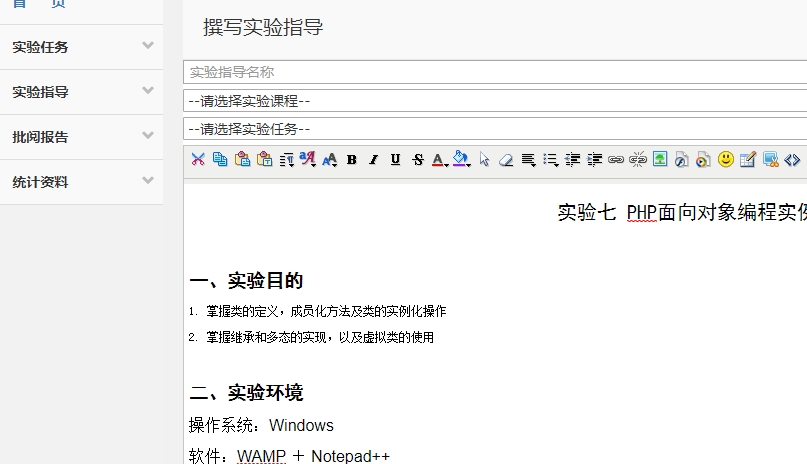 首 页
实验任务
实验指导
批阅报告
统计资料
撰写实验指导
实验指导名称
--请选择实验课程--
--请选择实验任务--
实验七 PHP面向对象编程实例
一、实验目的
1. 掌握类的定义，成员化方法及类的实例化操作
2. 掌握继承和多态的实现，以及虚拟类的使用
二、实验环境
操作系统：Windows
软件：WAMP ＋ Notepad++